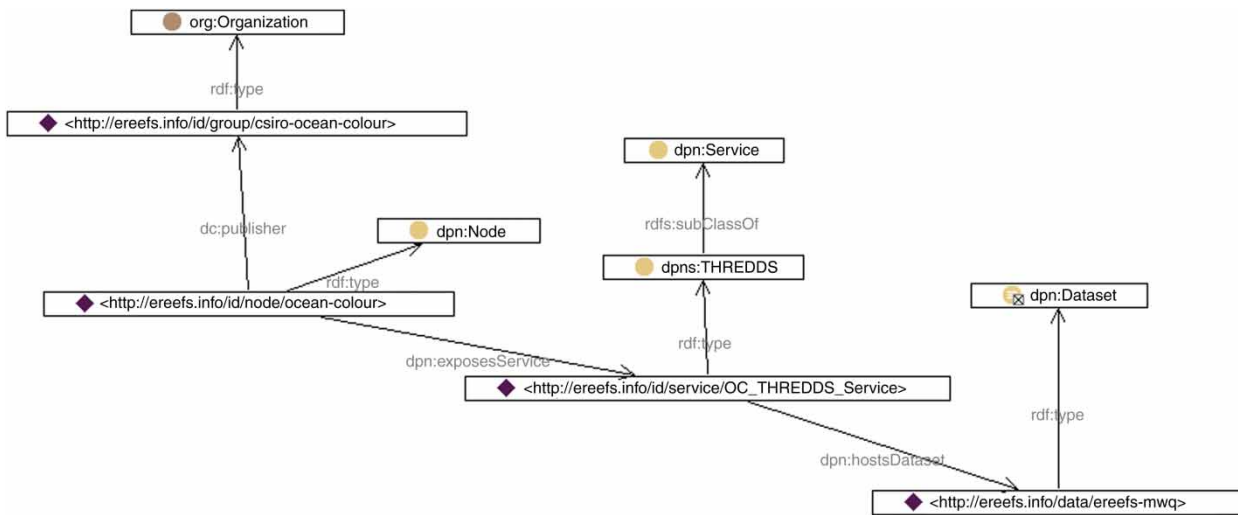 org:Organization
rdf:type
<http://ereefs.info/id/group/csiro-ocean-colour>
dpn:Service
dc:publisher
rdfs:subClassOf
dpn:Node
dpns:THREDDS
rdf:type
<http://ereefs.info/id/node/ocean-colour>
dpn:Dataset
rdf:type
dpn:exposesService
<http://ereefs.info/id/service/OC_THREDDS_Service>
rdf:type
dpn:hostsDataset
<http://ereefs.info/data/ereefs-mwq>